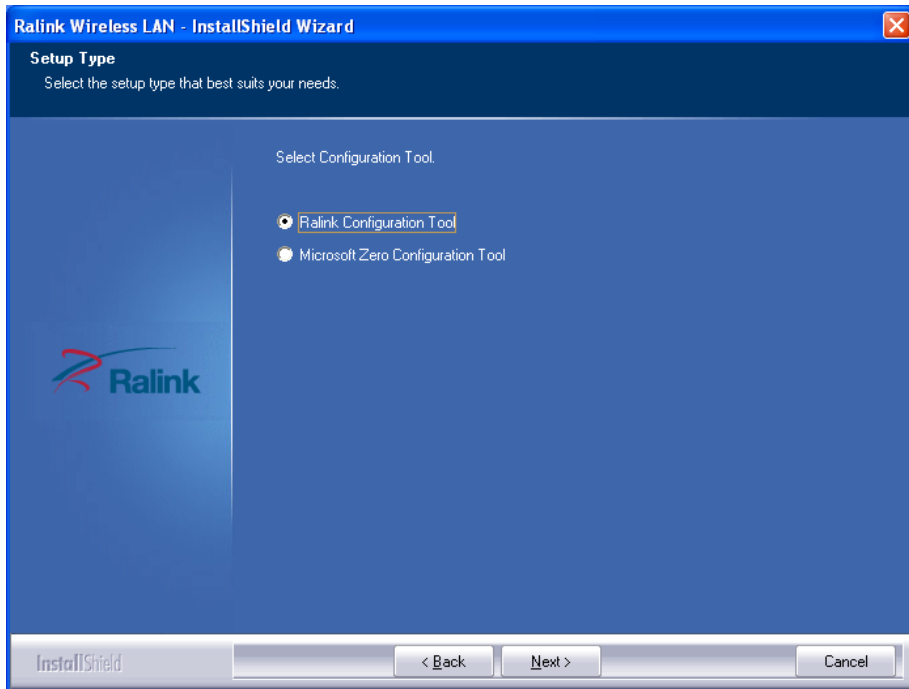 Ralink Wireless LAN - InstallShield Wizard
Setup Type
Select the setup type that best suits your needs.
Select Configuration Tool.
Ralink Configuration Tool
Microsoft Zero Configuration Tool
Ralink
InstallShield
< Back
Next >
Cancel